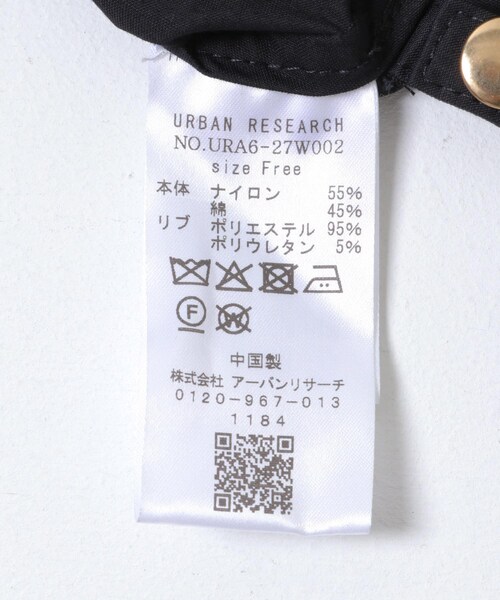 URBAN RESEARCH
NO.URA6-27W002
size Free
本体 ナイロン 55%
綿 45%
リブ ポリエステル 95%
ポリウレタン 5%
F W
中国製
株式会社 アーバンリサーチ
0120-967-013
1184